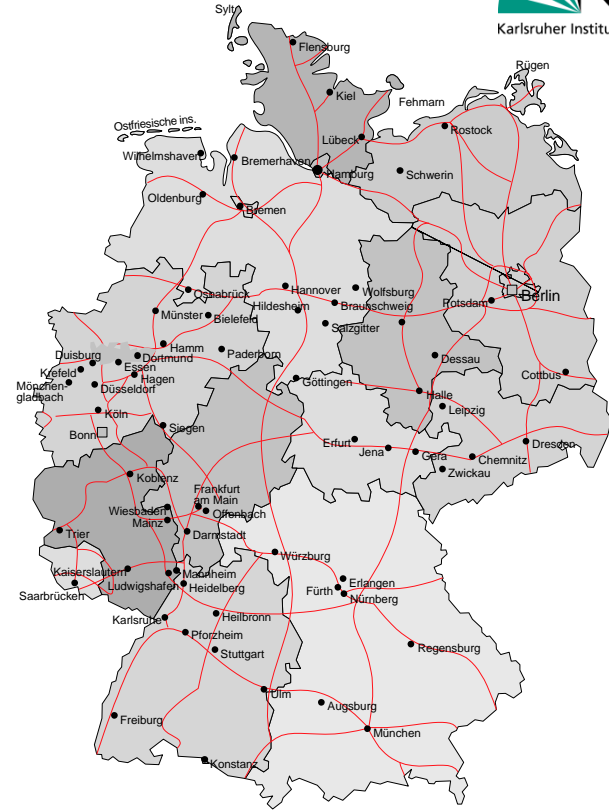 Sylt
Karlsruher Institu
Flensburg
Rügen
Kiel
Fehmarn
Ostfriesische ins.
Rostock
Lübeck
Wilhelmshaven
Bremerhaven
Hamburg
Schwerin
Oldenburg
Bremen
Osnabrück
Hannover
Wolfsburg
Berlin
Potsdam
Hildesheim
Braunschweig
Münster
Bielefeld
Salzgitter
Hamm
Paderborn
Duisburg
Dortmund
Dessau
Essen
Krefeld
Hagen
Cottbus
Mönchen-
gladbach
Düsseldorf
Göttingen
Halle
Leipzig
Köln
Siegen
Bonn
Erfurt
Jena
Gera
Chemnitz
Dresden
Zwickau
Koblenz
Frankfurt
am Main
Wiesbaden
Offenbach
Mainz
Trier
Darmstadt
Würzburg
Kaiserslautern
Mannheim
Erlangen
Ludwigshafen
Heidelberg
Fürth
Saarbrücken
Nürnberg
Karlsruhe
Heilbronn
Pforzheim
Stuttgart
Regensburg
Ulm
Augsburg
Freiburg
München
Konstanz